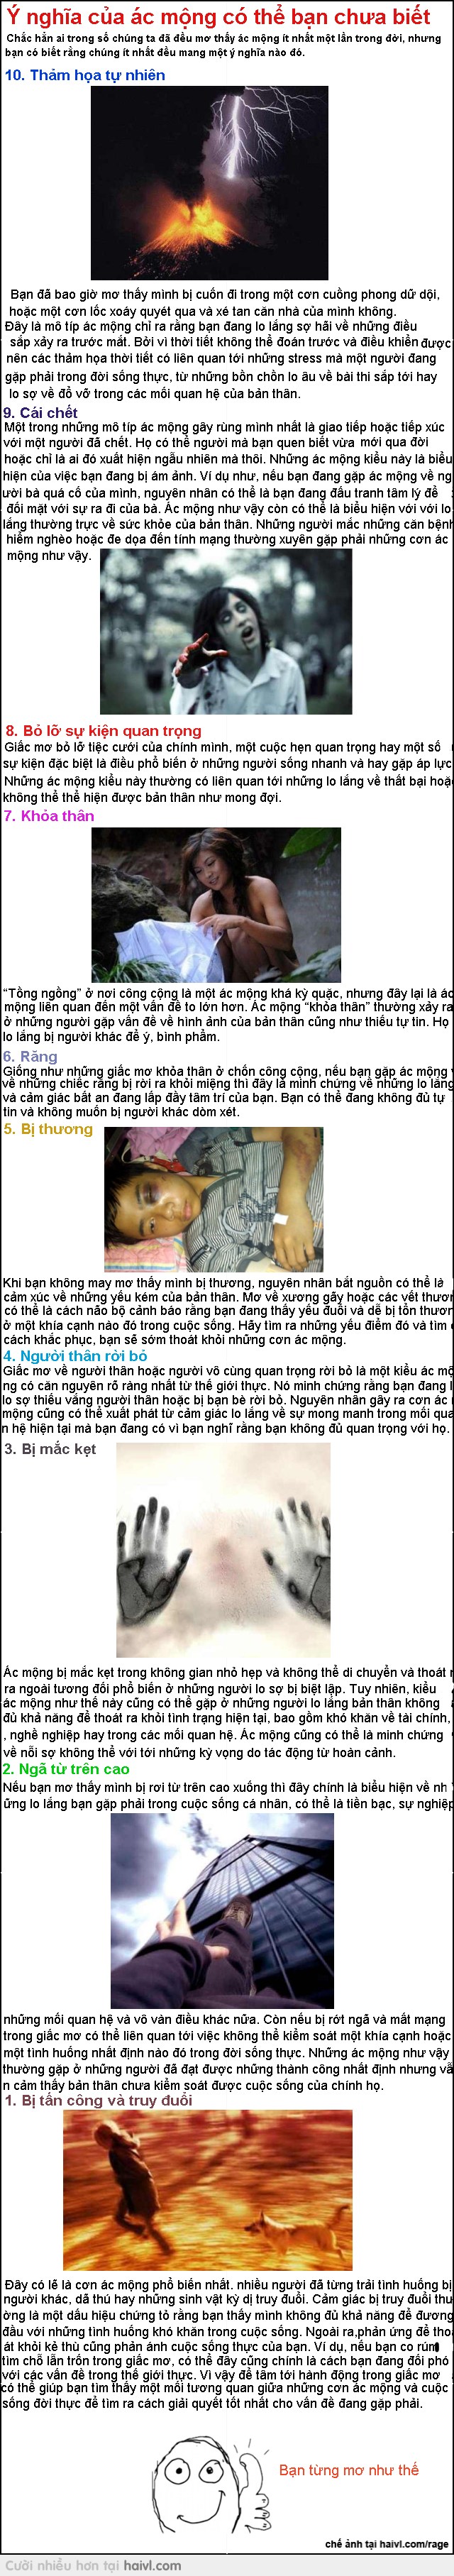 Ý nghĩa của ác mộng có thể bạn chưa biết
Chắc hẳn ai trong số chúng ta đã đều mơ thấy ác mộng ít nhất một lần trong đời, nhưng
bạn có biết rằng chúng ít nhất đều mang một ý nghĩa nào đó.
10. Thảm họa tự nhiên
Bạn đã bao giờ mơ thấy mình bị cuốn đi trong một cơn cuồng phong dữ dội,
hoặc một cơn lốc xoáy quyét qua và xé tan căn nhà của mình không.
Đây là mô típ ác mộng chỉ ra rằng bạn đang lo lắng sợ hãi về những điều
sắp xảy ra trước mắt. Bởi vì thời tiết không thể đoán trước và điều khiển được
nên các thảm họa thời tiết có liên quan tới những stress mà một người đang
gặp phải trong đời sống thực, từ những bồn chồn lo âu về bài thi sắp tới hay
lo sợ về đổ vỡ trong các mối quan hệ của bản thân.
9. Cái chết
Một trong những mô típ ác mộng gây rùng mình nhất là giao tiếp hoặc tiếp xúc
với một người đã chết. Họ có thể người mà bạn quen biết vừa mới qua đời
hoặc chỉ là ai đó xuất hiện ngẫu nhiên mà thôi. Những ác mộng kiểu này là biểu
hiện của việc bạn đang bị ám ảnh. Ví dụ như, nếu bạn đang gặp ác mộng về ng
ười bà quá cố của mình, nguyên nhân có thể là bạn đang đấu tranh tâm lý để
đối mặt với sự ra đi của bà. Ác mộng như vậy còn có thể là biểu hiện với với lo
lắng thường trực về sức khỏe của bản thân. Những người mắc những căn bệnh
hiểm nghèo hoặc đe dọa đến tính mạng thường xuyên gặp phải những cơn ác
mộng như vậy.
8. Bỏ lỡ sự kiện quan trọng
Giấc mơ bỏ lỡ tiệc cưới của chính mình, một cuộc hẹn quan trọng hay một số
sự kiện đặc biệt là điều phổ biến ở những người sống nhanh và hay gặp áp lực
Những ác mộng kiểu này thường có liên quan tới những lo lắng về thất bại hoặc
không thể thể hiện được bản thân như mong đợi.
7. Khỏa thân
“Tồng ngồng” ở nơi công cộng là một ác mộng khá kỳ quặc, nhưng đây lại là ác
mộng liên quan đến một vấn đề to lớn hơn. Ác mộng “khỏa thân” thường xảy ra
ở những người gặp vấn đề về hình ảnh của bản thân cũng như thiếu tự tin. Họ
lo lắng bị người khác để ý, bình phẩm.
6. Răng
Giống như những giấc mơ khỏa thân ở chốn công cộng, nếu bạn gặp ác mộng
về những chiếc răng bị rời ra khỏi miệng thì đây là minh chứng về những lo lắng
và cảm giác bất an đang lấp đầy tâm trí của bạn. Bạn có thể đang không đủ tự
tin và không muốn bị người khác dòm xét.
5. Bị thương
Khi bạn không may mơ thấy mình bị thương, nguyên nhân bắt nguồn có thể là
cảm xúc về những yếu kém của bản thân. Mơ về xương gãy hoặc các vết thươn
có thể là cách não bộ cảnh báo rằng bạn đang thấy yếu đuối và dễ bị tổn thươn
ở một khía cạnh nào đó trong cuộc sống. Hãy tìm ra những yếu điểm đó và tìm
cách khắc phục, bạn sẽ sớm thoát khỏi những cơn ác mộng.
4. Người thân rời bỏ
Giấc mơ về người thân hoặc người vô cùng quan trọng rời bỏ là một kiểu ác mộ
ng có căn nguyên rõ ràng nhất từ thế giới thực. Nó minh chứng rằng bạn đang l
lo sợ thiếu vắng người thân hoặc bị bạn bè rời bỏ. Nguyên nhân gây ra cơn ác
mộng cũng có thể xuất phát từ cảm giác lo lắng về sự mong manh trong mối qua
n hệ hiện tại mà bạn đang có vì bạn nghĩ rằng bạn không đủ quan trọng với họ.
3. Bị mắc kẹt
Ác mộng bị mắc kẹt trong không gian nhỏ hẹp và không thể di chuyển và thoát
ra ngoài tương đối phổ biến ở những người lo sợ bị biệt lập. Tuy nhiên, kiểu
ác mộng như thế này cũng có thể gặp ở những người lo lắng bản thân không
đủ khả năng để thoát ra khỏi tình trạng hiện tại, bao gồm khó khăn về tài chính,
, nghề nghiệp hay trong các mối quan hệ. Ác mộng cũng có thể là minh chứng
về nỗi sợ không thể với tới những kỳ vọng do tác động từ hoàn cảnh.
2. Ngã từ trên cao
Nếu bạn mơ thấy mình bị rơi từ trên cao xuống thì đây chính là biểu hiện về nh
ững lo lắng bạn gặp phải trong cuộc sống cá nhân, có thể là tiền bạc, sự nghiệp
những mối quan hệ và vô vàn điều khác nữa. Còn nếu bị rớt ngã và mất mạng
trong giấc mơ có thể liên quan tới việc không thể kiểm soát một khía cạnh hoặc
một tình huống nhất định nào đó trong đời sống thực. Những ác mộng như vậy
thường gặp ở những người đã đạt được những thành công nhất định nhưng vẫ
n cảm thấy bản thân chưa kiểm soát được cuộc sống của chính họ.
1. Bị tấn công và truy đuổi
Đây có lẽ là cơn ác mộng phổ biến nhất. nhiều người đã từng trải tình huống bị
người khác, dã thú hay những sinh vật kỳ dị truy đuổi. Cảm giác bị truy đuổi thư
ờng là một dấu hiệu chứng tỏ rằng bạn thấy mình không đủ khả năng để đương
đầu với những tình huống khó khăn trong cuộc sống. Ngoài ra,phản ứng để tho
át khỏi kẻ thù cũng phản ánh cuộc sống thực của bạn. Ví dụ, nếu bạn co rúm
tìm chỗ lẩn trốn trong giấc mơ, có thể đây cũng chính là cách bạn đang đối phó
với các vấn đề trong thế giới thực. Vì vậy để tâm tới hành động trong giấc mơ
có thể giúp bạn tìm thấy một mối tương quan giữa những cơn ác mộng và cuộc
sống đời thực để tìm ra cách giải quyết tốt nhất cho vấn đề đang gặp phải.
Bạn từng mơ như thế
chế ảnh tại haivl.com/rage
Cười nhiều hơn tại haivl.com